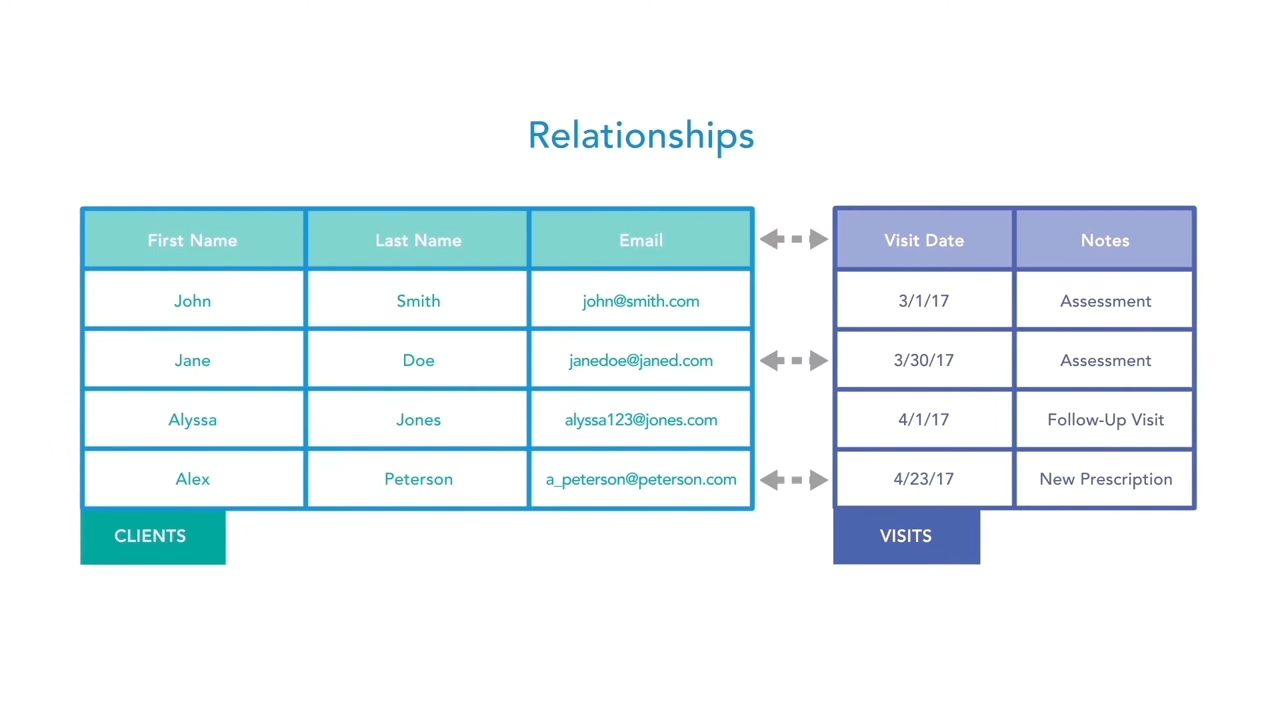 Relationships
First Name Last Name Email Visit Date Notes
John Smith john@smith.com 3/1/17 Assessment
Jane Doe janedoe@janed.com 3/30/17 Assessment
Alyssa Jones alyssa123@jones.com 4/1/17 Follow-Up Visit
Alex Peterson a_peterson@peterson.com 4/23/17 New Prescription
CLIENTS VISITS